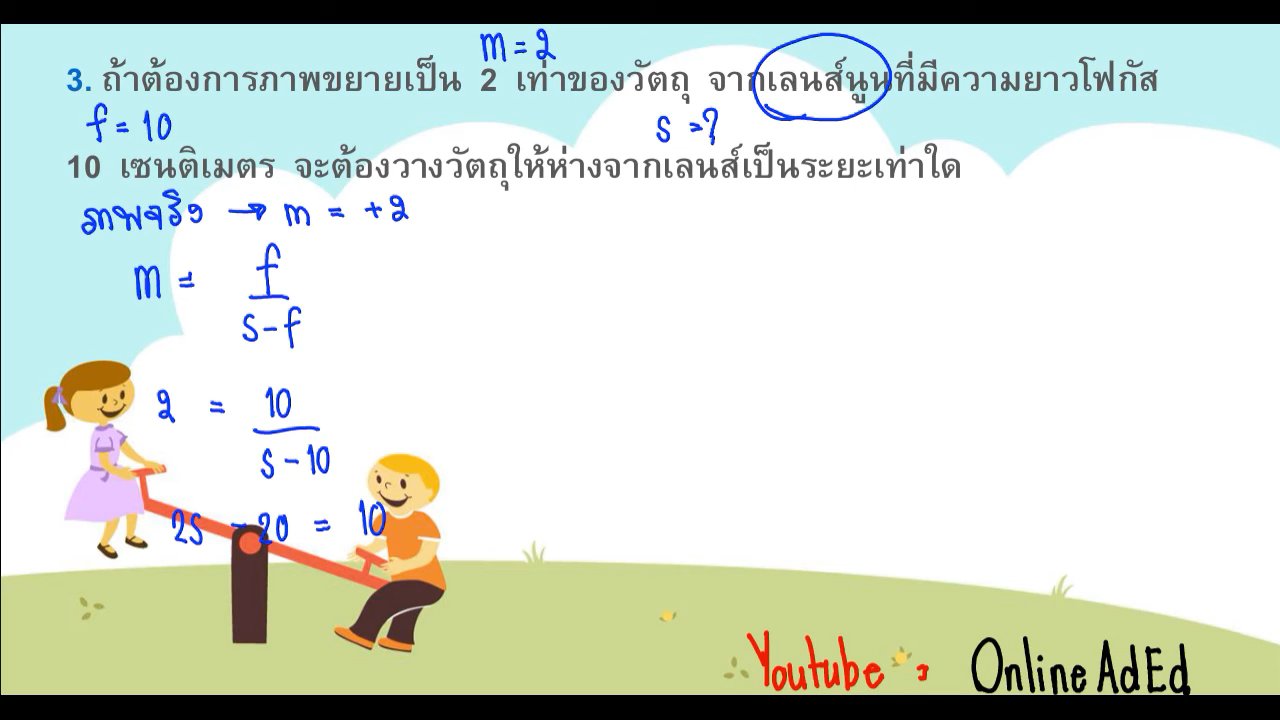 m = 2
3. ถ้าต้องการภาพขยายเป็น 2 เท่าของวัตถุ จากเลนส์นูนที่มีความยาวโฟกัส
f = 10 s = ?
10 เซนติเมตร จะต้องวางวัตถุให้ห่างจากเลนส์เป็นระยะเท่าใด
ภาพจริง → m = +2
m = f
s - f
2 = 10
s - 10
2s - 20 = 10
Youtube : OnlineAdEd